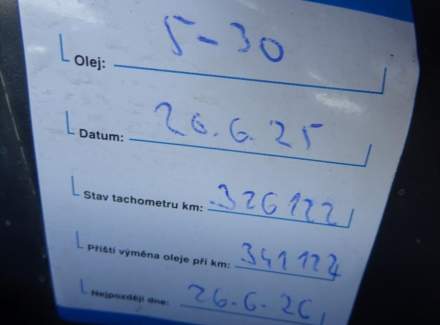 Olej: 5-30
Datum: 26.6.25
Stav tachometru km: 326122
Příští výměna oleje při km: 341122
Nejpozději dne: 26.6.26